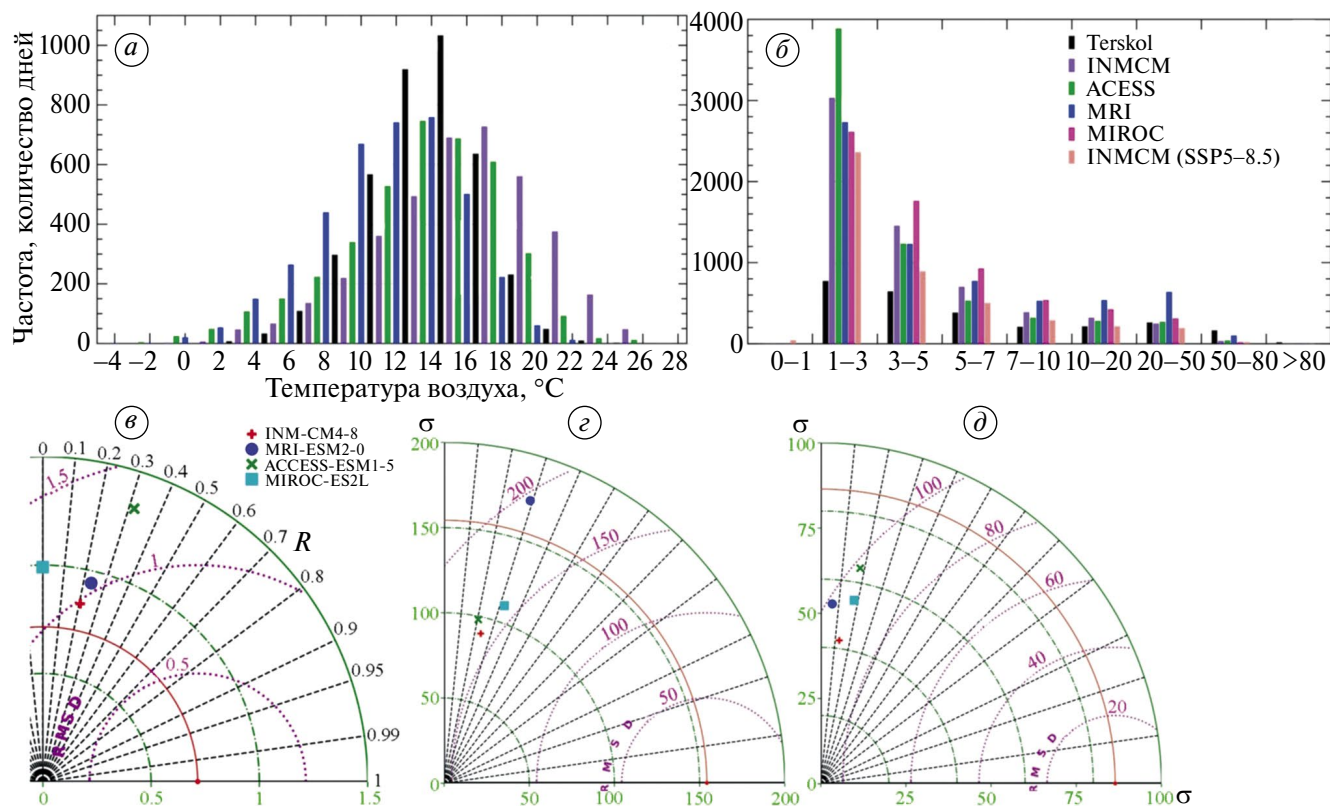 а
Частота, количество дней
1000
800
600
400
200
0
−4 −2 0 2 4 6 8 10 12 14 16 18 20 22 24 26 28
Температура воздуха, °C
б
4000
3000
2000
1000
0
Terskol
INMCM
ACESS
MRI
MIROC
INMCM (SSP5–8.5)
0–1 1–3 3–5 5–7 7–10 10–20 20–50 50–80 >80
в
INM-CM4-8
MRI-ESM2-0
ACCESS-ESM1-5
MIROC-ES2L
0 0.1 0.2 0.3 0.4 0.5 0.6 0.7 0.8 0.9 0.95 0.99 1
R
1.5
1
0.5
RMSD
0 0.5 1 1.5
г
σ
200
150
100
50
0
200
150
100
50
RMSD
0 50 100 150 200
д
σ
100
75
50
25
0
100
80
60
40
20
RMSD
25 50 75 100 σ